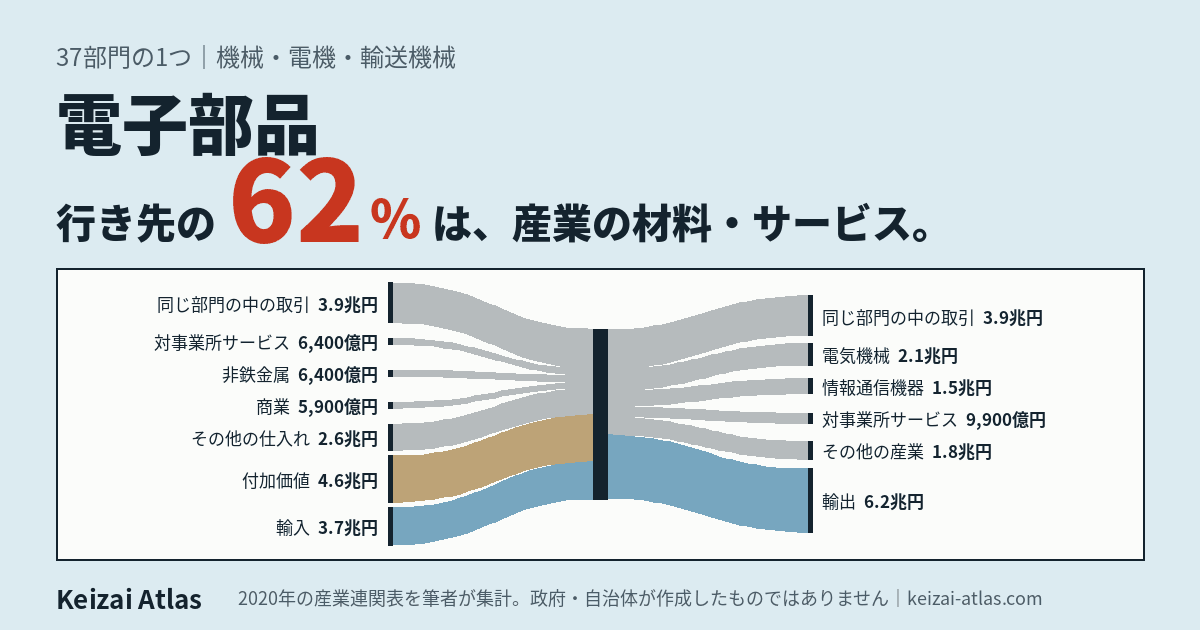 37部門の1つ｜機械・電機・輸送機械
電子部品
行き先の 62% は、産業の材料・サービス。
同じ部門の中の取引 3.9兆円
対事業所サービス 6,400億円
非鉄金属 6,400億円
商業 5,900億円
その他の仕入れ 2.6兆円
付加価値 4.6兆円
輸入 3.7兆円
同じ部門の中の取引 3.9兆円
電気機械 2.1兆円
情報通信機器 1.5兆円
対事業所サービス 9,900億円
その他の産業 1.8兆円
輸出 6.2兆円
Keizai Atlas
2020年の産業連関表を筆者が集計。政府・自治体が作成したものではありません｜keizai-atlas.com